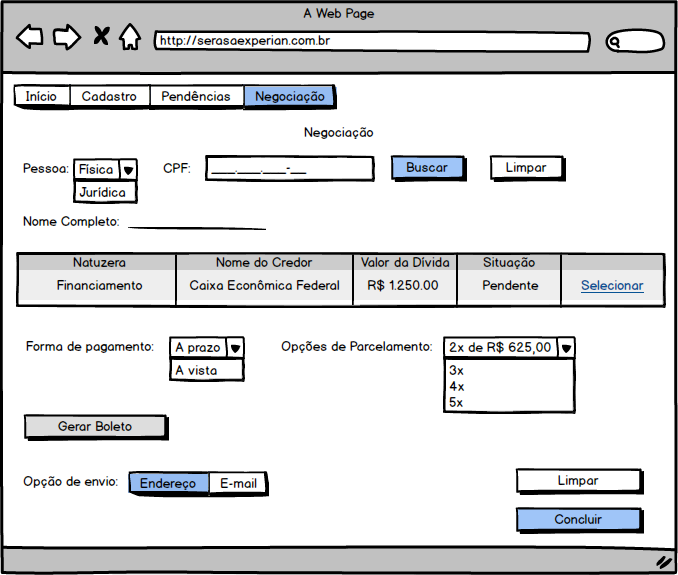 A Web Page
http://serasaexperian.com.br
Início Cadastro Pendências Negociação
Negociação
Pessoa: Física CPF: ___.___.___-__ Buscar Limpar
Jurídica
Nome Completo:
Natuzera Nome do Credor Valor da Dívida Situação
Financiamento Caixa Econômica Federal R$ 1.250.00 Pendente Selecionar
Forma de pagamento: A prazo Opções de Parcelamento: 2x de R$ 625,00
A vista 3x
4x
5x
Gerar Boleto
Opção de envio: Endereço E-mail Limpar
Concluir